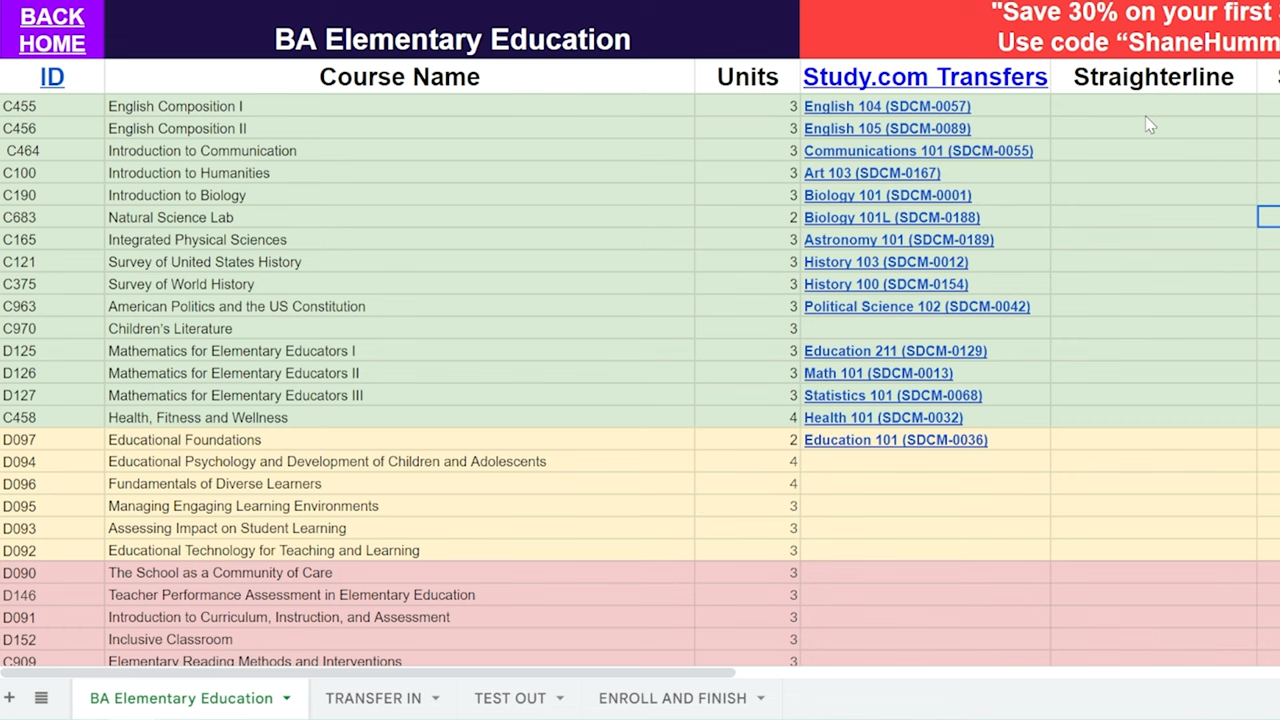 BACK HOME
BA Elementary Education
"Save 30% on your first
Use code “ShaneHumm
ID Course Name Units Study.com Transfers Straighterline
C455 English Composition I 3 English 104 (SDCM-0057)
C456 English Composition II 3 English 105 (SDCM-0089)
C464 Introduction to Communication 3 Communications 101 (SDCM-0055)
C100 Introduction to Humanities 3 Art 103 (SDCM-0167)
C190 Introduction to Biology 3 Biology 101 (SDCM-0001)
C683 Natural Science Lab 2 Biology 101L (SDCM-0188)
C165 Integrated Physical Sciences 3 Astronomy 101 (SDCM-0189)
C121 Survey of United States History 3 History 103 (SDCM-0012)
C375 Survey of World History 3 History 100 (SDCM-0154)
C963 American Politics and the US Constitution 3 Political Science 102 (SDCM-0042)
C970 Children's Literature 3
D125 Mathematics for Elementary Educators I 3 Education 211 (SDCM-0129)
D126 Mathematics for Elementary Educators II 3 Math 101 (SDCM-0013)
D127 Mathematics for Elementary Educators III 3 Statistics 101 (SDCM-0068)
C458 Health, Fitness and Wellness 4 Health 101 (SDCM-0032)
D097 Educational Foundations 2 Education 101 (SDCM-0036)
D094 Educational Psychology and Development of Children and Adolescents 4
D096 Fundamentals of Diverse Learners 4
D095 Managing Engaging Learning Environments 3
D093 Assessing Impact on Student Learning 3
D092 Educational Technology for Teaching and Learning 3
D090 The School as a Community of Care 3
D146 Teacher Performance Assessment in Elementary Education 3
D091 Introduction to Curriculum, Instruction, and Assessment 3
D152 Inclusive Classroom 3
C909 Elementary Reading Methods and Interventions 3
+ BA Elementary Education TRANSFER IN TEST OUT ENROLL AND FINISH